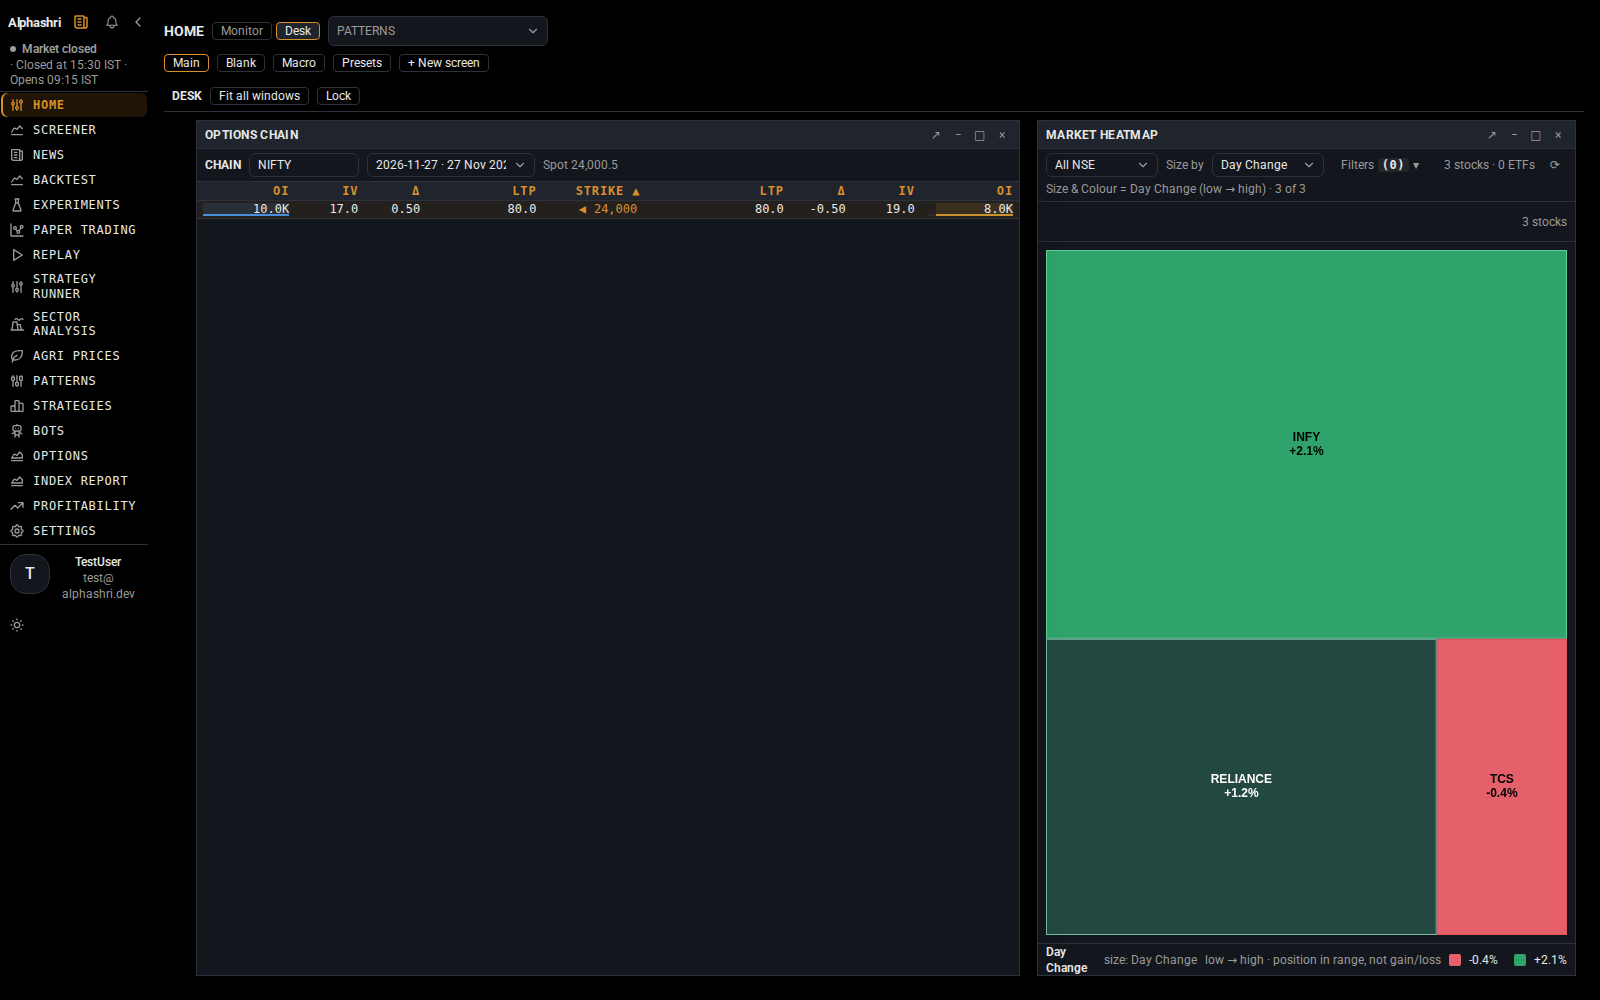 Alphashri
Market closed
· Closed at 15:30 IST ·
Opens 09:15 IST
HOME
SCREENER
NEWS
BACKTEST
EXPERIMENTS
PAPER TRADING
REPLAY
STRATEGY
RUNNER
SECTOR
ANALYSIS
AGRI PRICES
PATTERNS
STRATEGIES
BOTS
OPTIONS
INDEX REPORT
PROFITABILITY
SETTINGS
T
TestUser
test@
alphashri.dev
HOME Monitor Desk PATTERNS
Main Blank Macro Presets + New screen
DESK Fit all windows Lock
OPTIONS CHAIN
CHAIN NIFTY 2026-11-27 · 27 Nov 202 Spot 24,000.5
OI IV Δ LTP STRIKE ▲ LTP Δ IV OI
10.0K 17.0 0.50 80.0 ◀ 24,000 80.0 -0.50 19.0 8.0K
MARKET HEATMAP
All NSE Size by Day Change Filters (0) ▾ 3 stocks · 0 ETFs
Size & Colour = Day Change (low → high) · 3 of 3
3 stocks
INFY
+2.1%
RELIANCE
+1.2%
TCS
-0.4%
Day
Change
size: Day Change low → high · position in range, not gain/loss -0.4% +2.1%